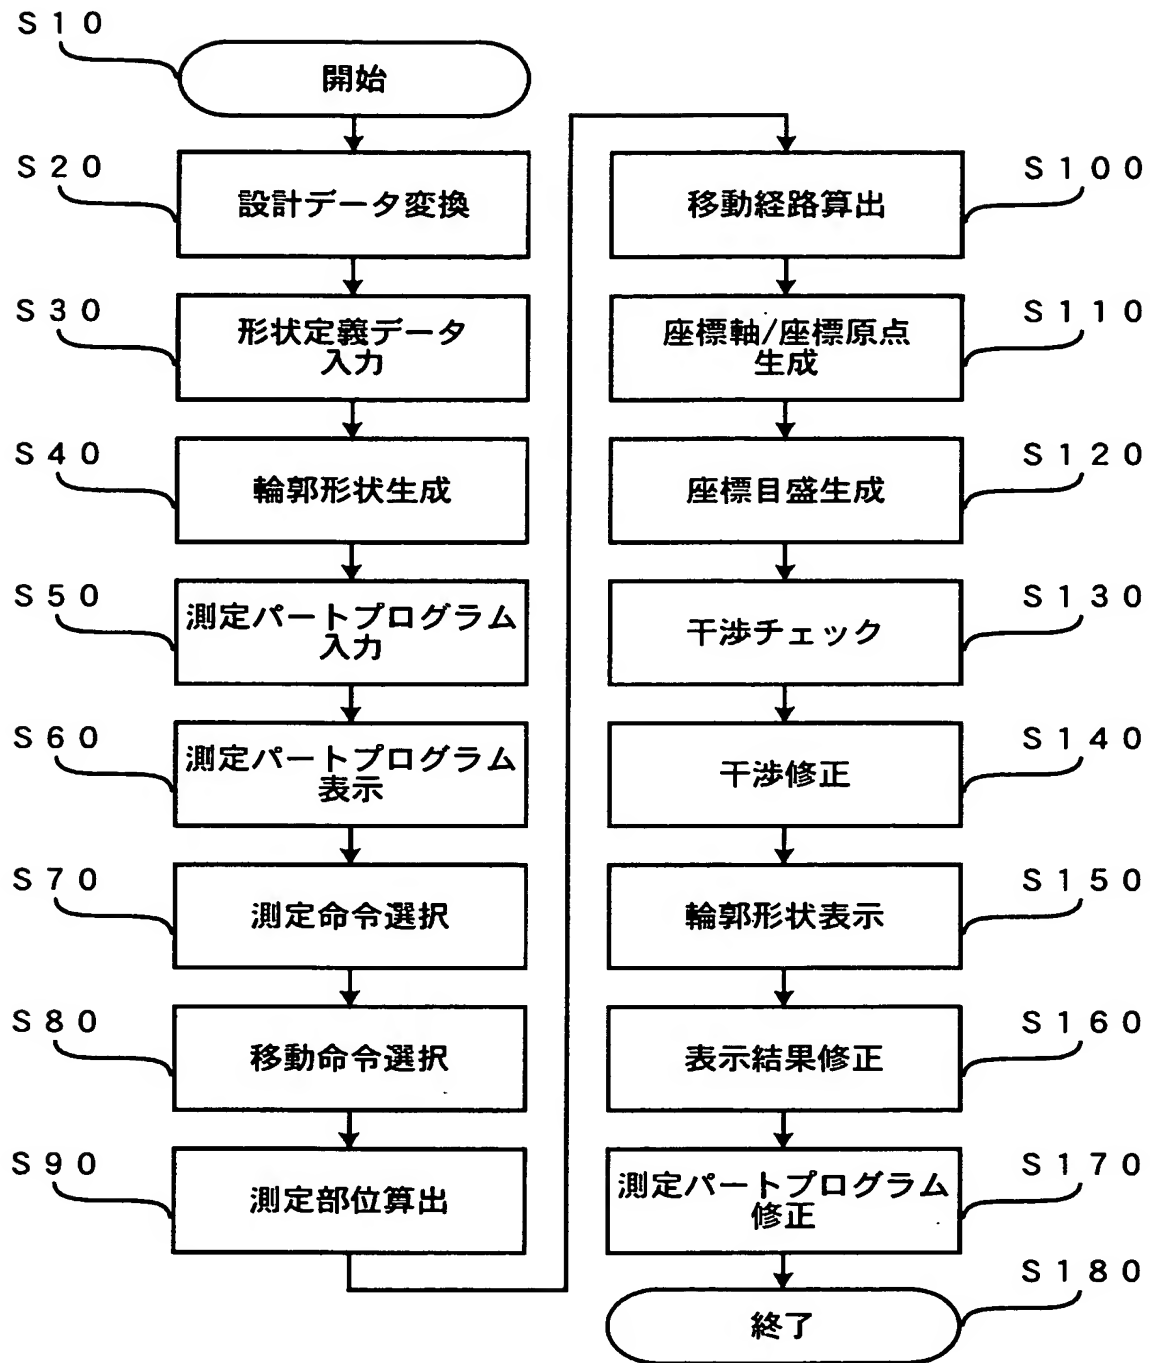 S10
開始
S20
設計データ変換
S30
形状定義データ
入力
S40
輪郭形状生成
S50
測定パートプログラム
入力
S60
測定パートプログラム
表示
S70
測定命令選択
S80
移動命令選択
S90
測定部位算出
S100
移動経路算出
S110
座標軸/座標原点
生成
S120
座標目盛生成
S130
干渉チェック
S140
干渉修正
S150
輪郭形状表示
S160
表示結果修正
S170
測定パートプログラム
修正
S180
終了